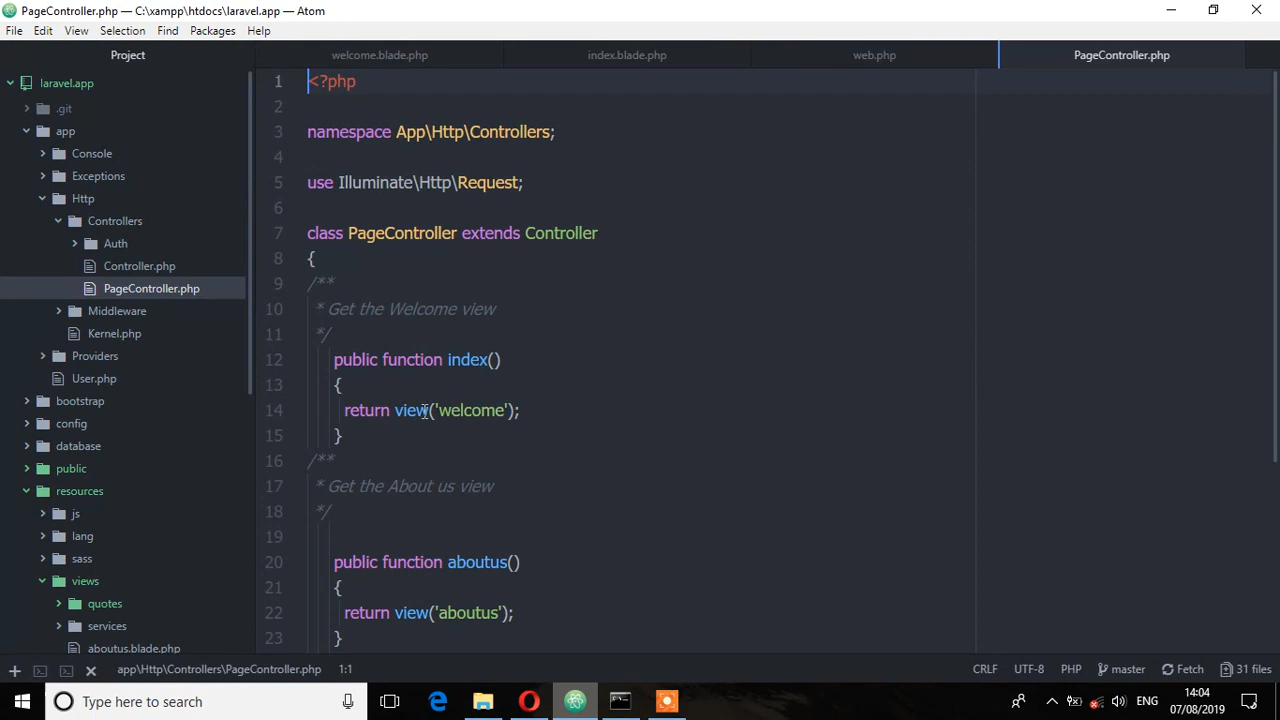 PageController.php — C:\xampp\htdocs\laravel.app — Atom
File Edit View Selection Find Packages Help
Project
welcome.blade.php index.blade.php web.php PageController.php
laravel.app
.git
app
Console
Exceptions
Http
Controllers
Auth
Controller.php
PageController.php
Middleware
Kernel.php
Providers
User.php
bootstrap
config
database
public
resources
js
lang
sass
views
quotes
services
aboutus.blade.php
1 <?php
2
3 namespace App\Http\Controllers;
4
5 use Illuminate\Http\Request;
6
7 class PageController extends Controller
8 {
9 /**
10 * Get the Welcome view
11 */
12 public function index()
13 {
14 return view('welcome');
15 }
16 /**
17 * Get the About us view
18 */
19
20 public function aboutus()
21 {
22 return view('aboutus');
23 }
app\Http\Controllers\PageController.php 1:1 CRLF UTF-8 PHP master Fetch 31 files
Type here to search
ENG
14:04
07/08/2019